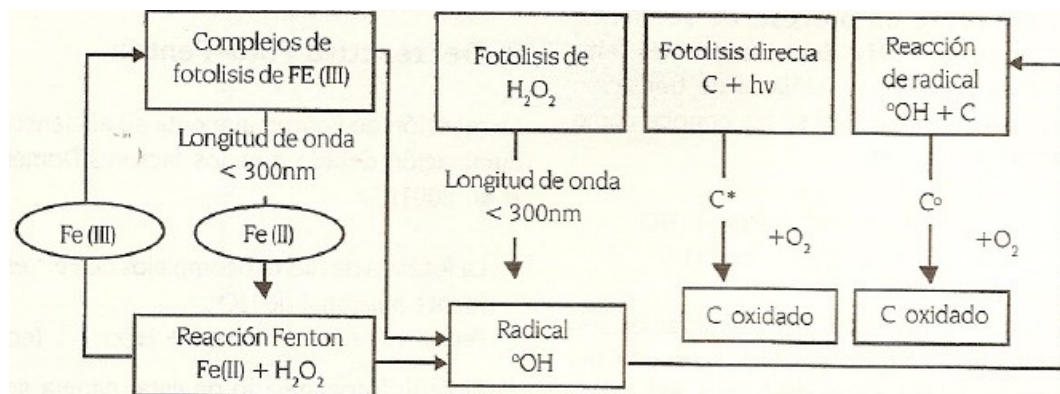 Complejos de
fotolisis de FE (III)
Fotolisis de
H₂O₂
Fotolisis directa
C + hν
Reacción
de radical
°OH + C
Longitud de onda
< 300nm
Longitud de onda
< 300nm
C*
+O₂
C°
+O₂
Fe (III)
Fe (II)
Reacción Fenton
Fe(II) + H₂O₂
Radical
°OH
C oxidado
C oxidado